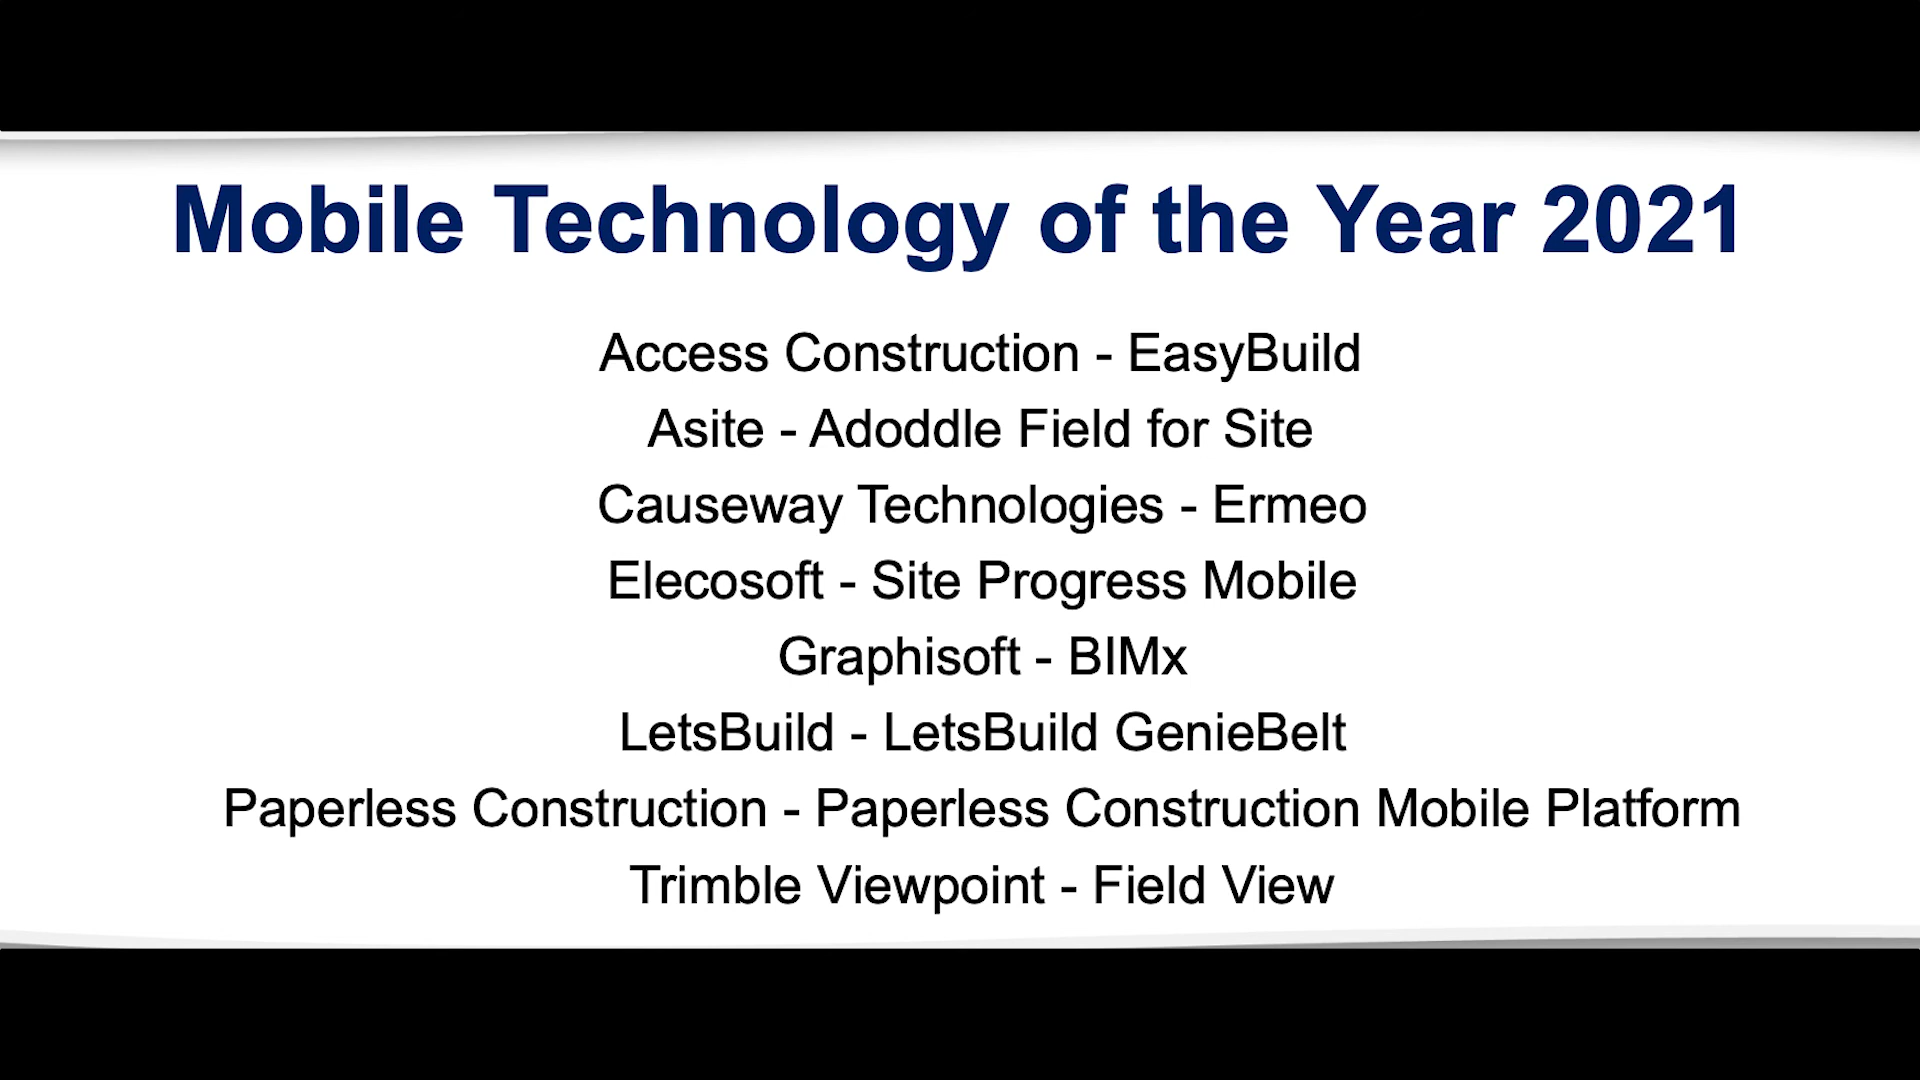 Mobile Technology of the Year 2021
Access Construction - EasyBuild
Asite - Adoddle Field for Site
Causeway Technologies - Ermeo
Elecosoft - Site Progress Mobile
Graphisoft - BIMx
LetsBuild - LetsBuild GenieBelt
Paperless Construction - Paperless Construction Mobile Platform
Trimble Viewpoint - Field View